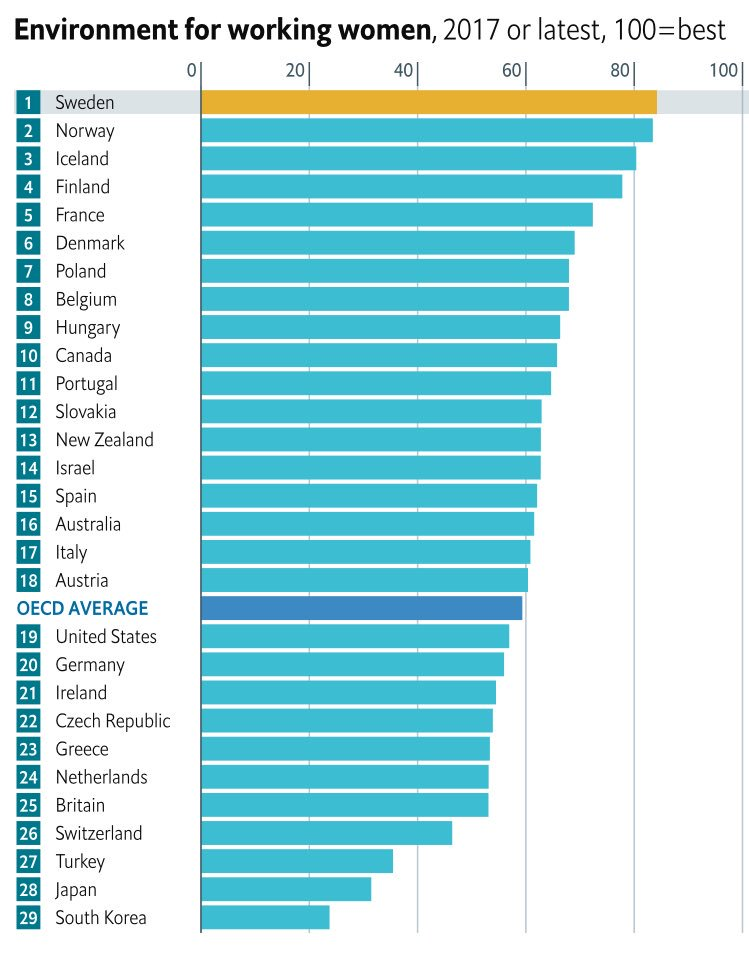 Environment for working women, 2017 or latest, 100=best
0 20 40 60 80 100
1 Sweden
2 Norway
3 Iceland
4 Finland
5 France
6 Denmark
7 Poland
8 Belgium
9 Hungary
10 Canada
11 Portugal
12 Slovakia
13 New Zealand
14 Israel
15 Spain
16 Australia
17 Italy
18 Austria
OECD AVERAGE
19 United States
20 Germany
21 Ireland
22 Czech Republic
23 Greece
24 Netherlands
25 Britain
26 Switzerland
27 Turkey
28 Japan
29 South Korea